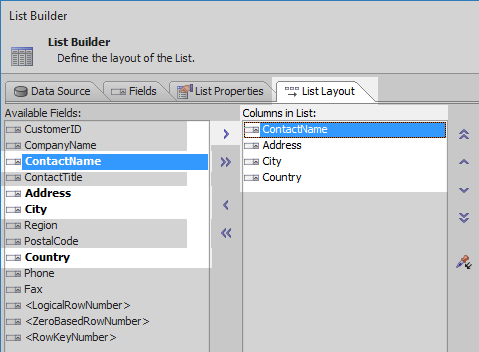 List Builder
List Builder
Define the layout of the List.
Data Source
Fields
List Properties
List Layout
Available Fields:
CustomerID
CompanyName
ContactName
ContactTitle
Address
City
Region
PostalCode
Country
Phone
Fax
<LogicalRowNumber>
<ZeroBasedRowNumber>
<RowKeyNumber>
Columns in List:
ContactName
Address
City
Country